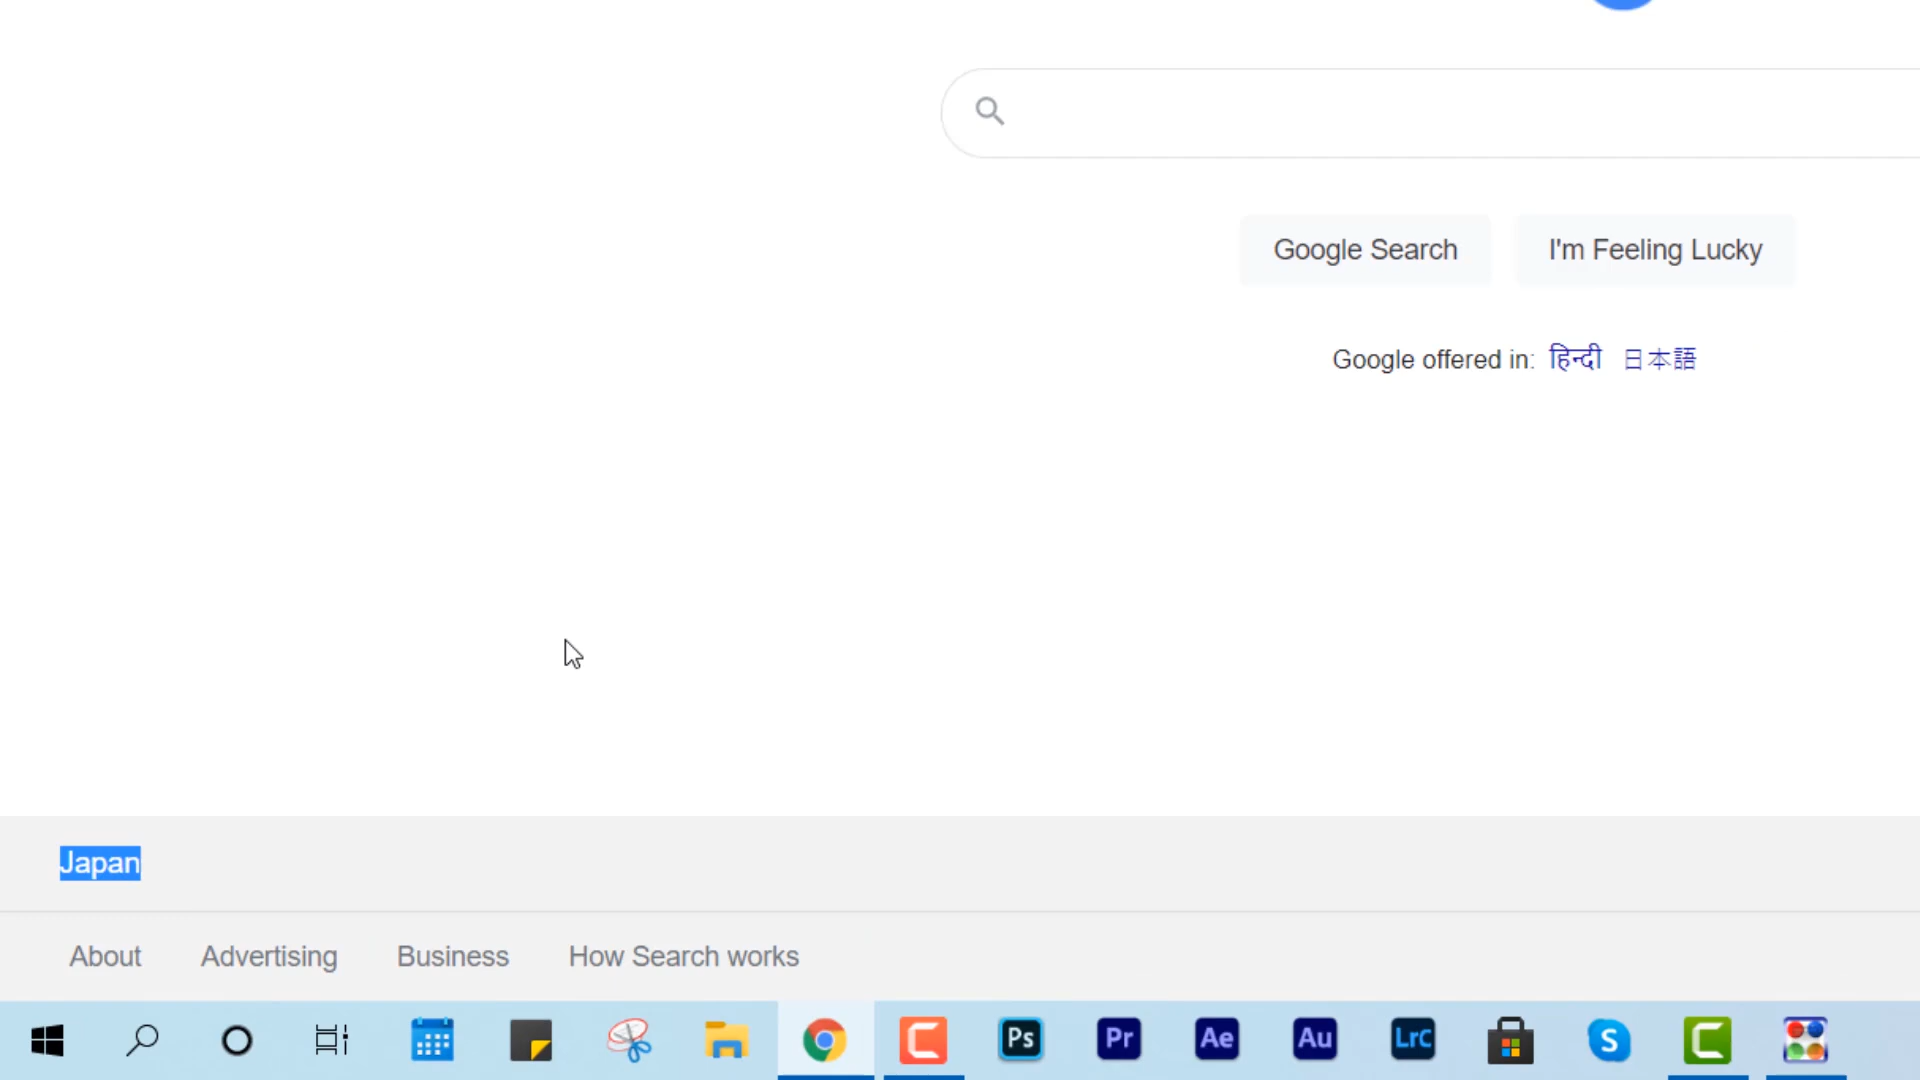 Google Search I'm Feeling Lucky
Google offered in: हिन्दी 日本語
Japan
About Advertising Business How Search works
Ps Pr Ae Au LrC S